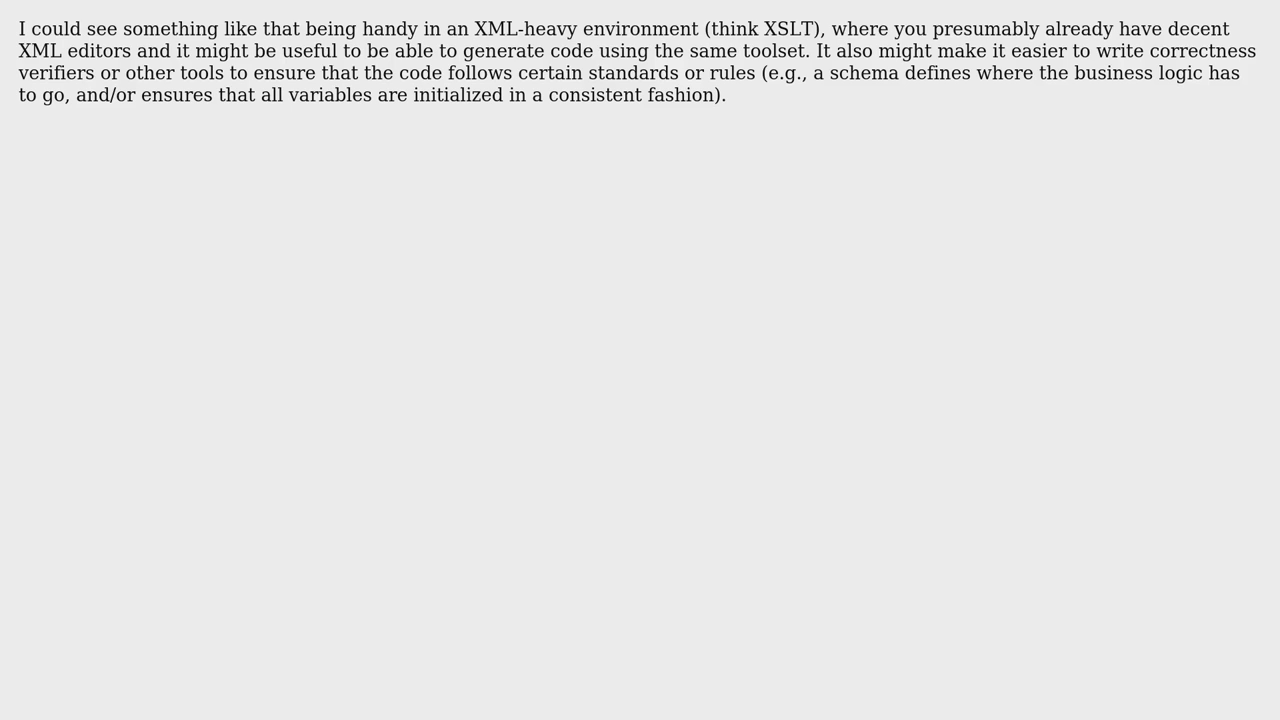 I could see something like that being handy in an XML-heavy environment (think XSLT), where you presumably already have decent
XML editors and it might be useful to be able to generate code using the same toolset. It also might make it easier to write correctness
verifiers or other tools to ensure that the code follows certain standards or rules (e.g., a schema defines where the business logic has
to go, and/or ensures that all variables are initialized in a consistent fashion).